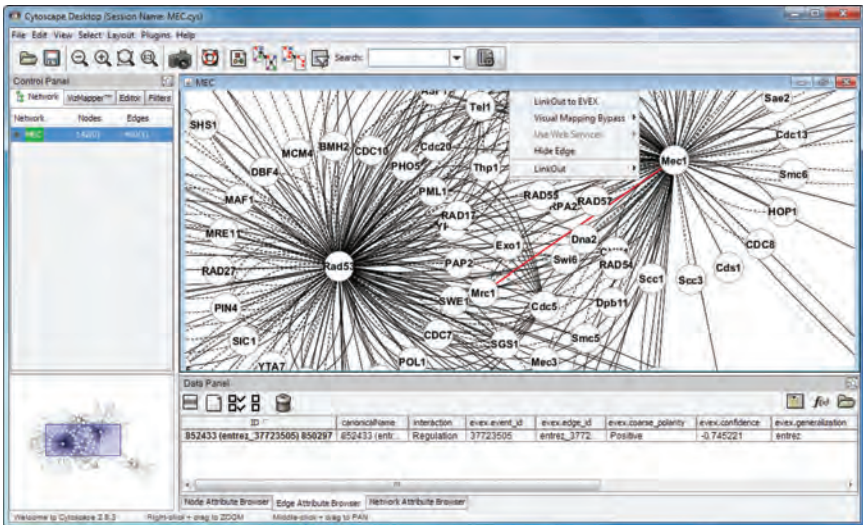 Cytoscape Desktop (Session Name: MEC.cys)
File Edit View Select Layout Plugins Help
Search:
Control Panel
Network VizMapper™ Editor Filters
Network Nodes Edges
MEC
MEC
LinkOut to EVEX
Visual Mapping Bypass
Use Web Services
Hide Edge
LinkOut
Tel1
Sae2
SHS1
Cdc13
MCM4
BMH2
CDC10
Cdc20
PHO5
Thp1
Mec1
DBF4
Smc6
MAF1
PML1
RAD55
RPA2
RAD57
RAD17
HOP1
MRE11
Exo1
Dna2
CDC8
RAD27
Rad53
PAP2
Swi6
RAD54
Scc1
Scc3
Cds1
PIN4
SWE1
Mrc1
Cdc5
Dpb11
SIC1
CDC7
SGS1
Smc5
YTA7
POL1
Mec3
Data Panel
ID canonicalName interaction evex.event_id evex.edge_id evex.coarse_polarity evex.confidence evex.generalization
852433 (entrez_37723505) 850297 852433 (entr... Regulation 37723505 entrez_3772... Positive -0.745221 entrez
Node Attribute Browser Edge Attribute Browser Network Attribute Browser
Welcome to Cytoscape 2.8.3 Right-click + drag to ZOOM Middle-click + drag to PAN